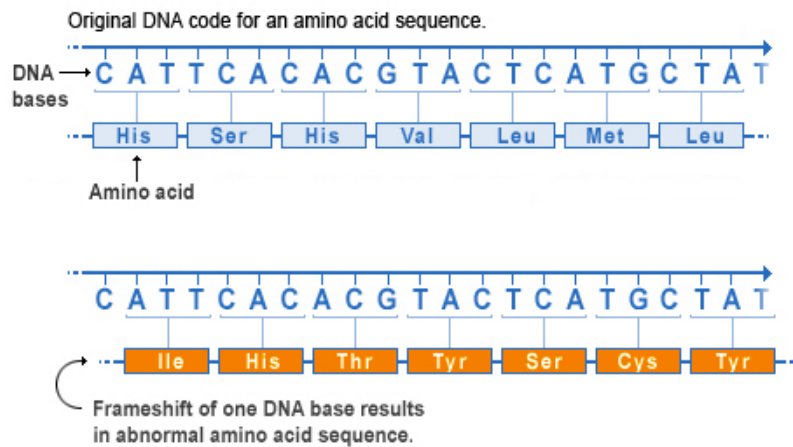 Original DNA code for an amino acid sequence.
DNA bases
C A T T C A C A C G T A C T C A T G C T A T
His Ser His Val Leu Met Leu
Amino acid
C A T T C A C A C G T A C T C A T G C T A T
Ile His Thr Tyr Ser Cys Tyr
Frameshift of one DNA base results
in abnormal amino acid sequence.